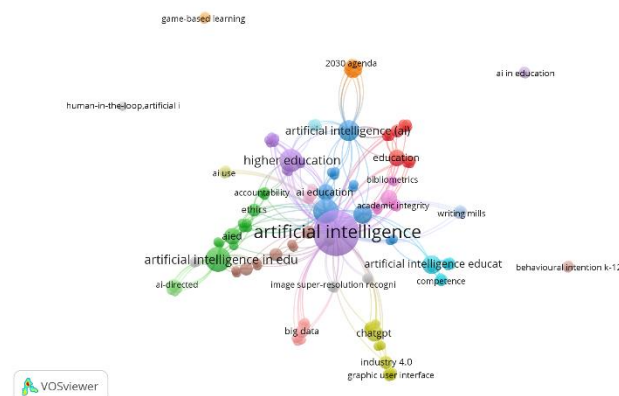 game-based learning
2030 agenda
ai in education
human-in-the-loop,artificial i
artificial intelligence (ai)
higher education
education
ai use
bibliometrics
accountability
ai education
ethics
academic integrity
writing mills
aied
artificial intelligence
artificial intelligence in edu
artificial intelligence educat
behavioural intention k-12
ai-directed
image super-resolution recogni
competence
big data
chatgpt
industry 4.0
graphic user interface
VOSviewer